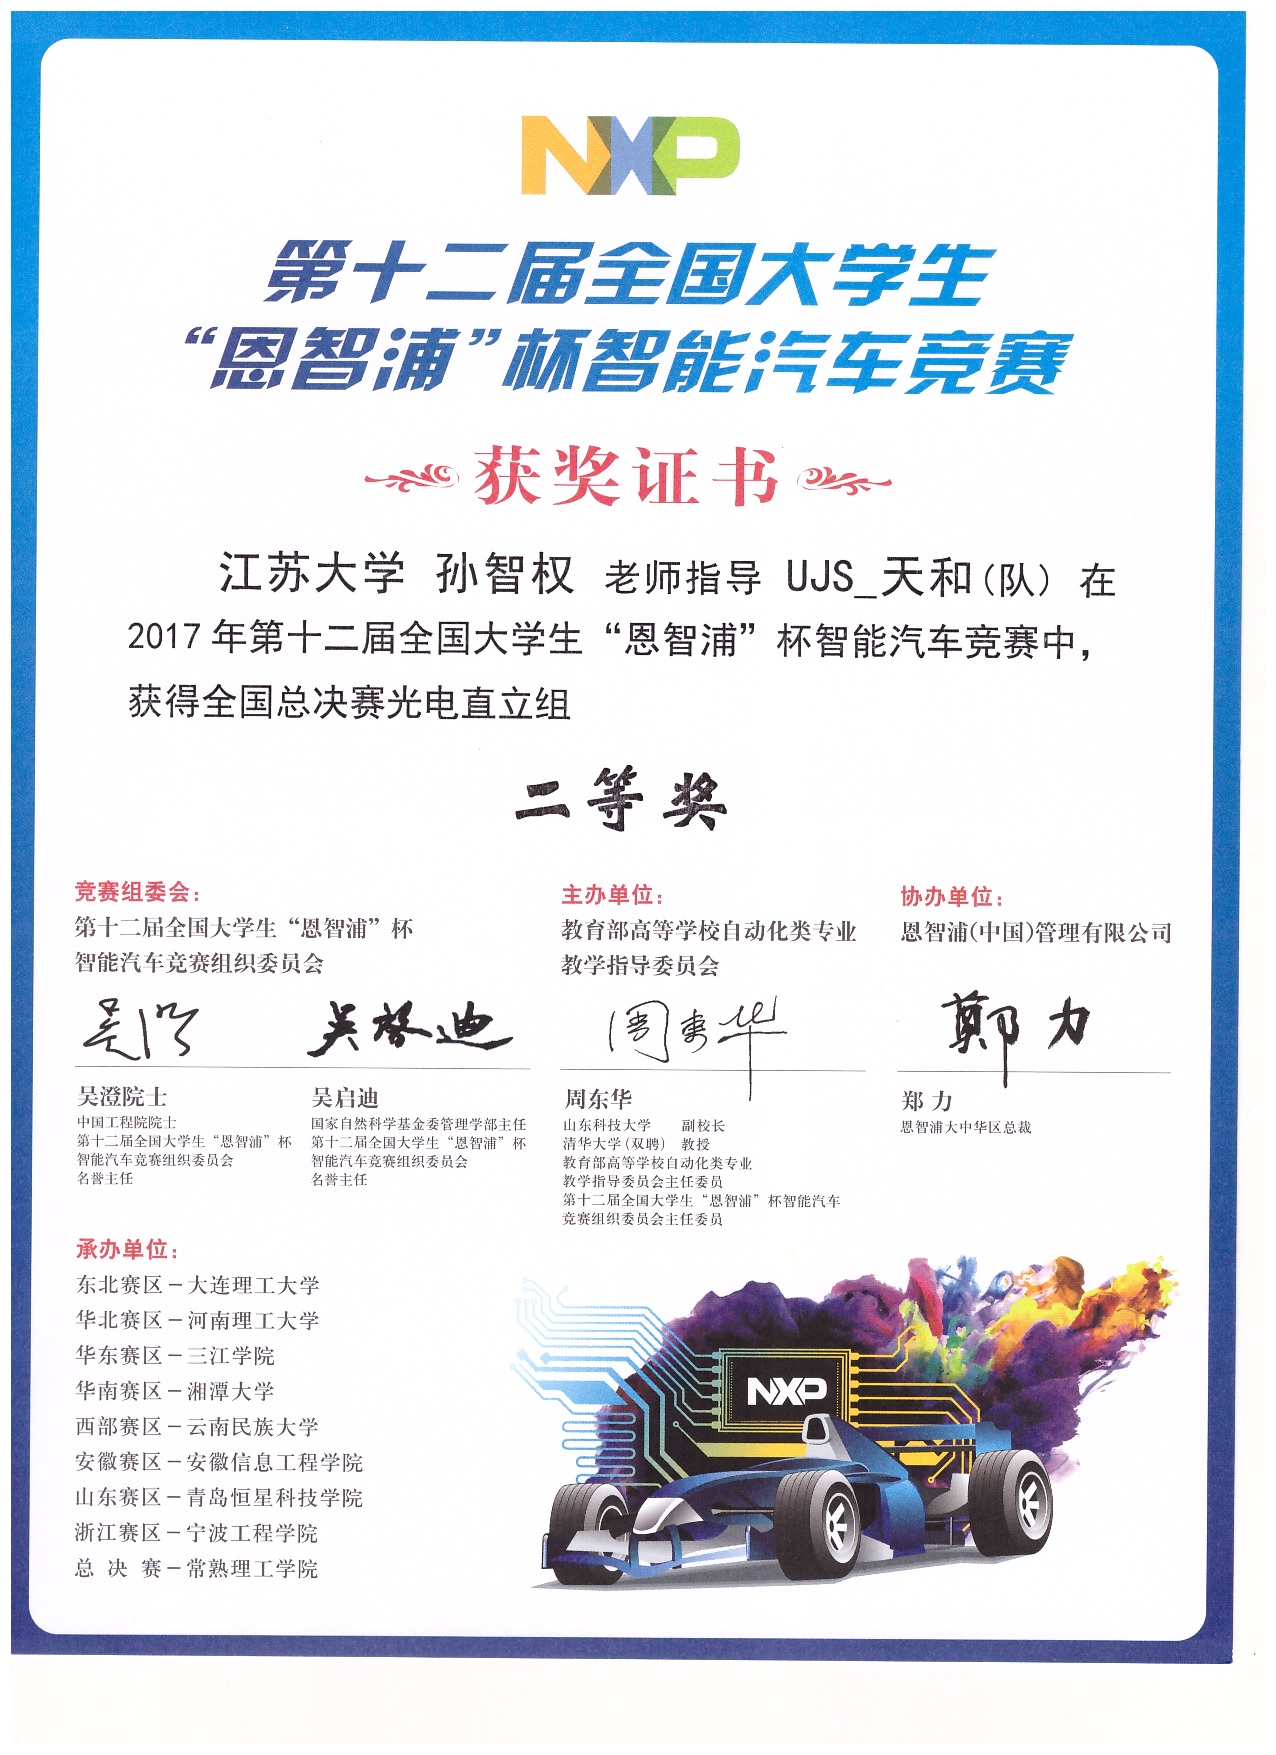 NXP
第十二届全国大学生
“恩智浦”杯智能汽车竞赛
获奖证书
江苏大学 孙智权 老师指导 UJS_天和(队) 在
2017年第十二届全国大学生“恩智浦”杯智能汽车竞赛中，
获得全国总决赛光电直立组
二等奖
竞赛组委会：
第十二届全国大学生“恩智浦”杯
智能汽车竞赛组织委员会
吴澄
吴启迪
吴澄院士
中国工程院院士
第十二届全国大学生“恩智浦”杯
智能汽车竞赛组织委员会
名誉主任
吴启迪
国家自然科学基金委管理学部主任
第十二届全国大学生“恩智浦”杯
智能汽车竞赛组织委员会
名誉主任
主办单位：
教育部高等学校自动化类专业
教学指导委员会
周东华
周东华
山东科技大学 副校长
清华大学(双聘) 教授
教育部高等学校自动化类专业
教学指导委员会主任委员
第十二届全国大学生“恩智浦”杯智能汽车
竞赛组织委员会主任委员
协办单位：
恩智浦(中国)管理有限公司
鄭力
郑 力
恩智浦大中华区总裁
承办单位：
东北赛区－大连理工大学
华北赛区－河南理工大学
华东赛区－三江学院
华南赛区－湘潭大学
西部赛区－云南民族大学
安徽赛区－安徽信息工程学院
山东赛区－青岛恒星科技学院
浙江赛区－宁波工程学院
总 决 赛－常熟理工学院
NXP